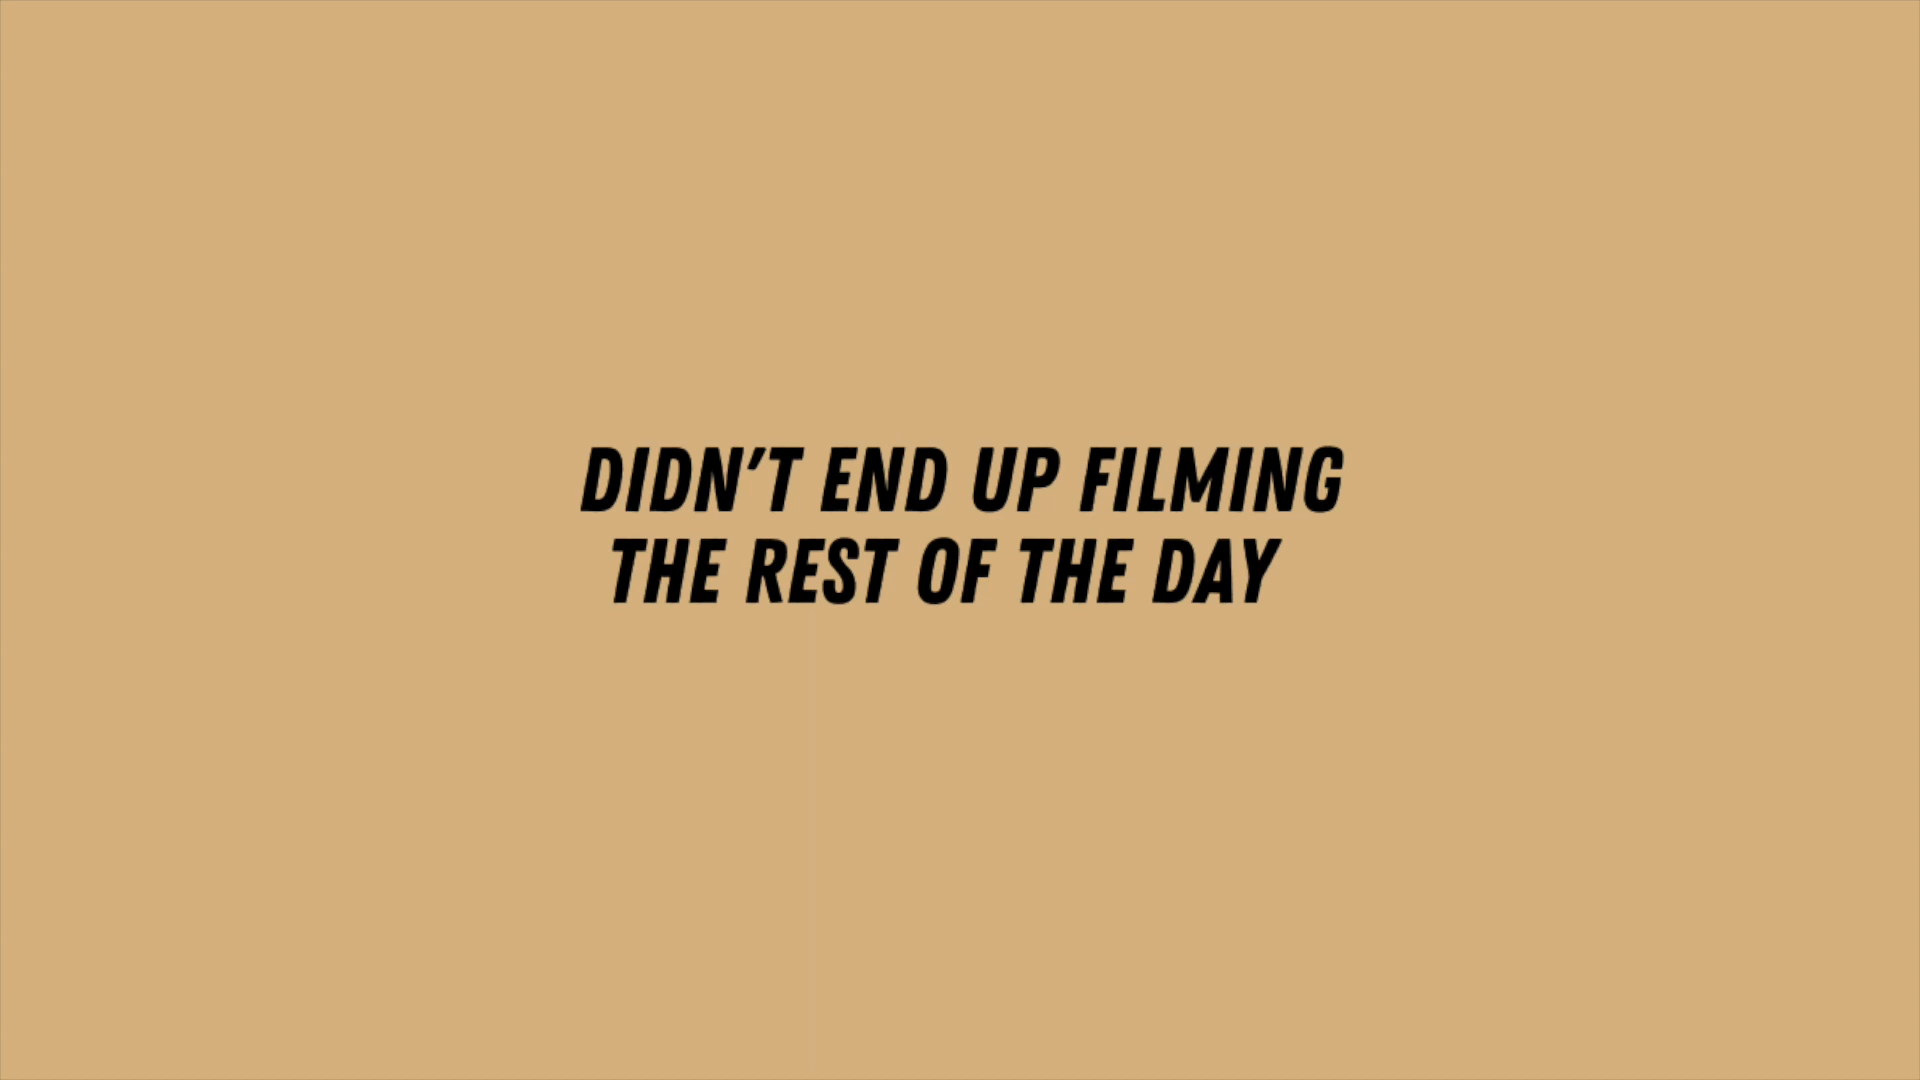 DIDN'T END UP FILMING
THE REST OF THE DAY